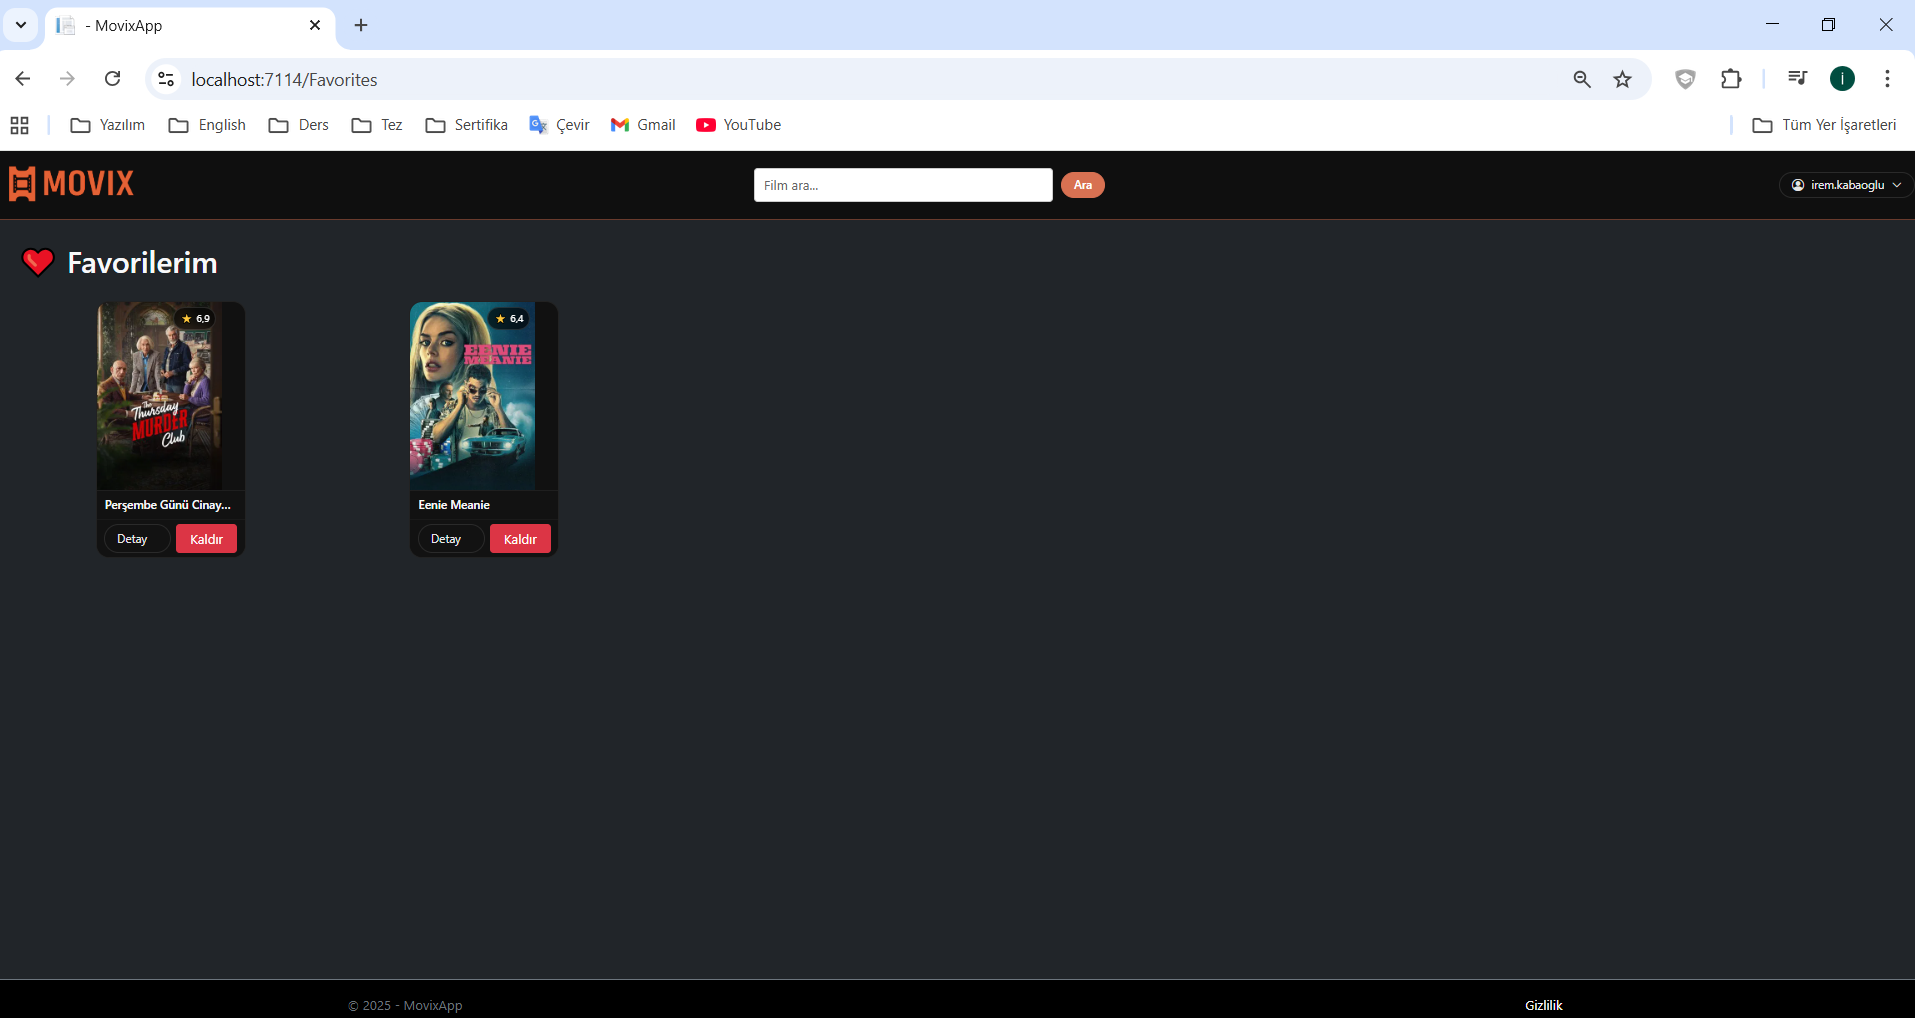 - MovixApp
localhost:7114/Favorites
i
Yazılım English Ders Tez Sertifika Çevir Gmail YouTube Tüm Yer İşaretleri
MOVIX
Film ara...
Ara
irem.kabaoglu
Favorilerim
6,9
The
Thursday
MURDER
Club
Perşembe Günü Cinay...
Detay Kaldır
6,4
EENIE
MEANIE
Eenie Meanie
Detay Kaldır
© 2025 - MovixApp
Gizlilik